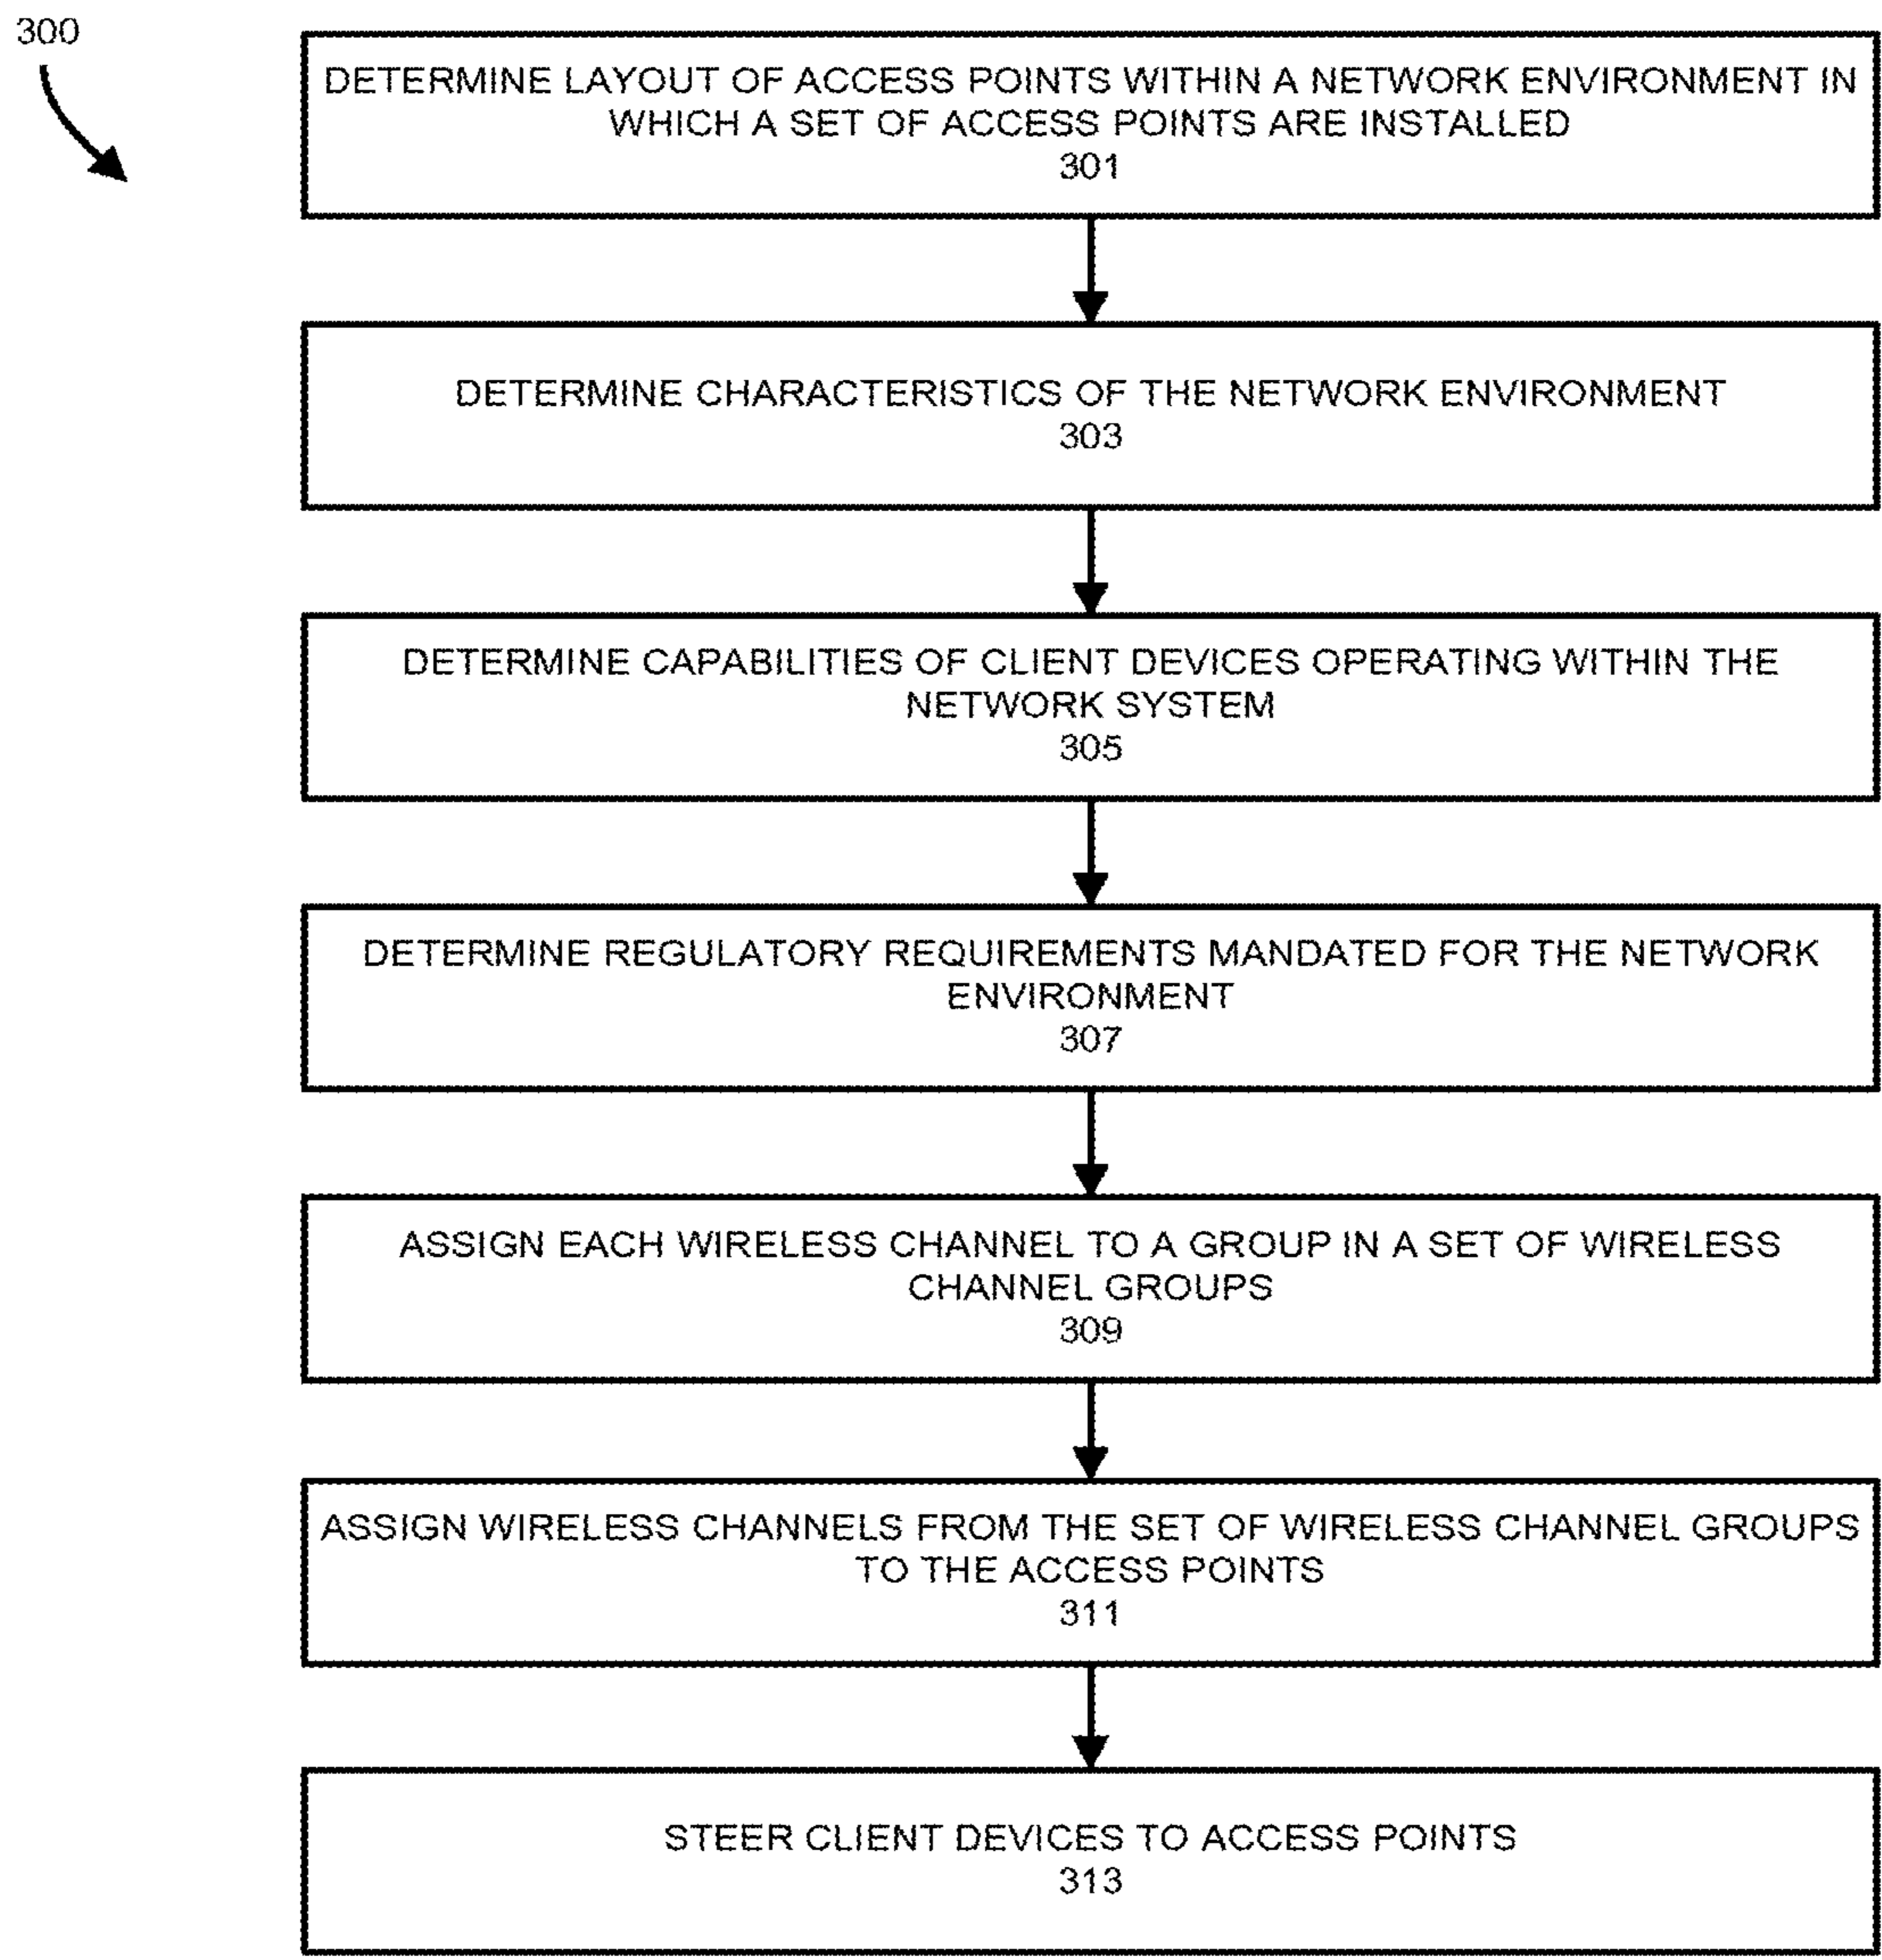 300
DETERMINE LAYOUT OF ACCESS POINTS WITHIN A NETWORK ENVIRONMENT IN
WHICH A SET OF ACCESS POINTS ARE INSTALLED
301
DETERMINE CHARACTERISTICS OF THE NETWORK ENVIRONMENT
303
DETERMINE CAPABILITIES OF CLIENT DEVICES OPERATING WITHIN THE
NETWORK SYSTEM
305
DETERMINE REGULATORY REQUIREMENTS MANDATED FOR THE NETWORK
ENVIRONMENT
307
ASSIGN EACH WIRELESS CHANNEL TO A GROUP IN A SET OF WIRELESS
CHANNEL GROUPS
309
ASSIGN WIRELESS CHANNELS FROM THE SET OF WIRELESS CHANNEL GROUPS
TO THE ACCESS POINTS
311
STEER CLIENT DEVICES TO ACCESS POINTS
313